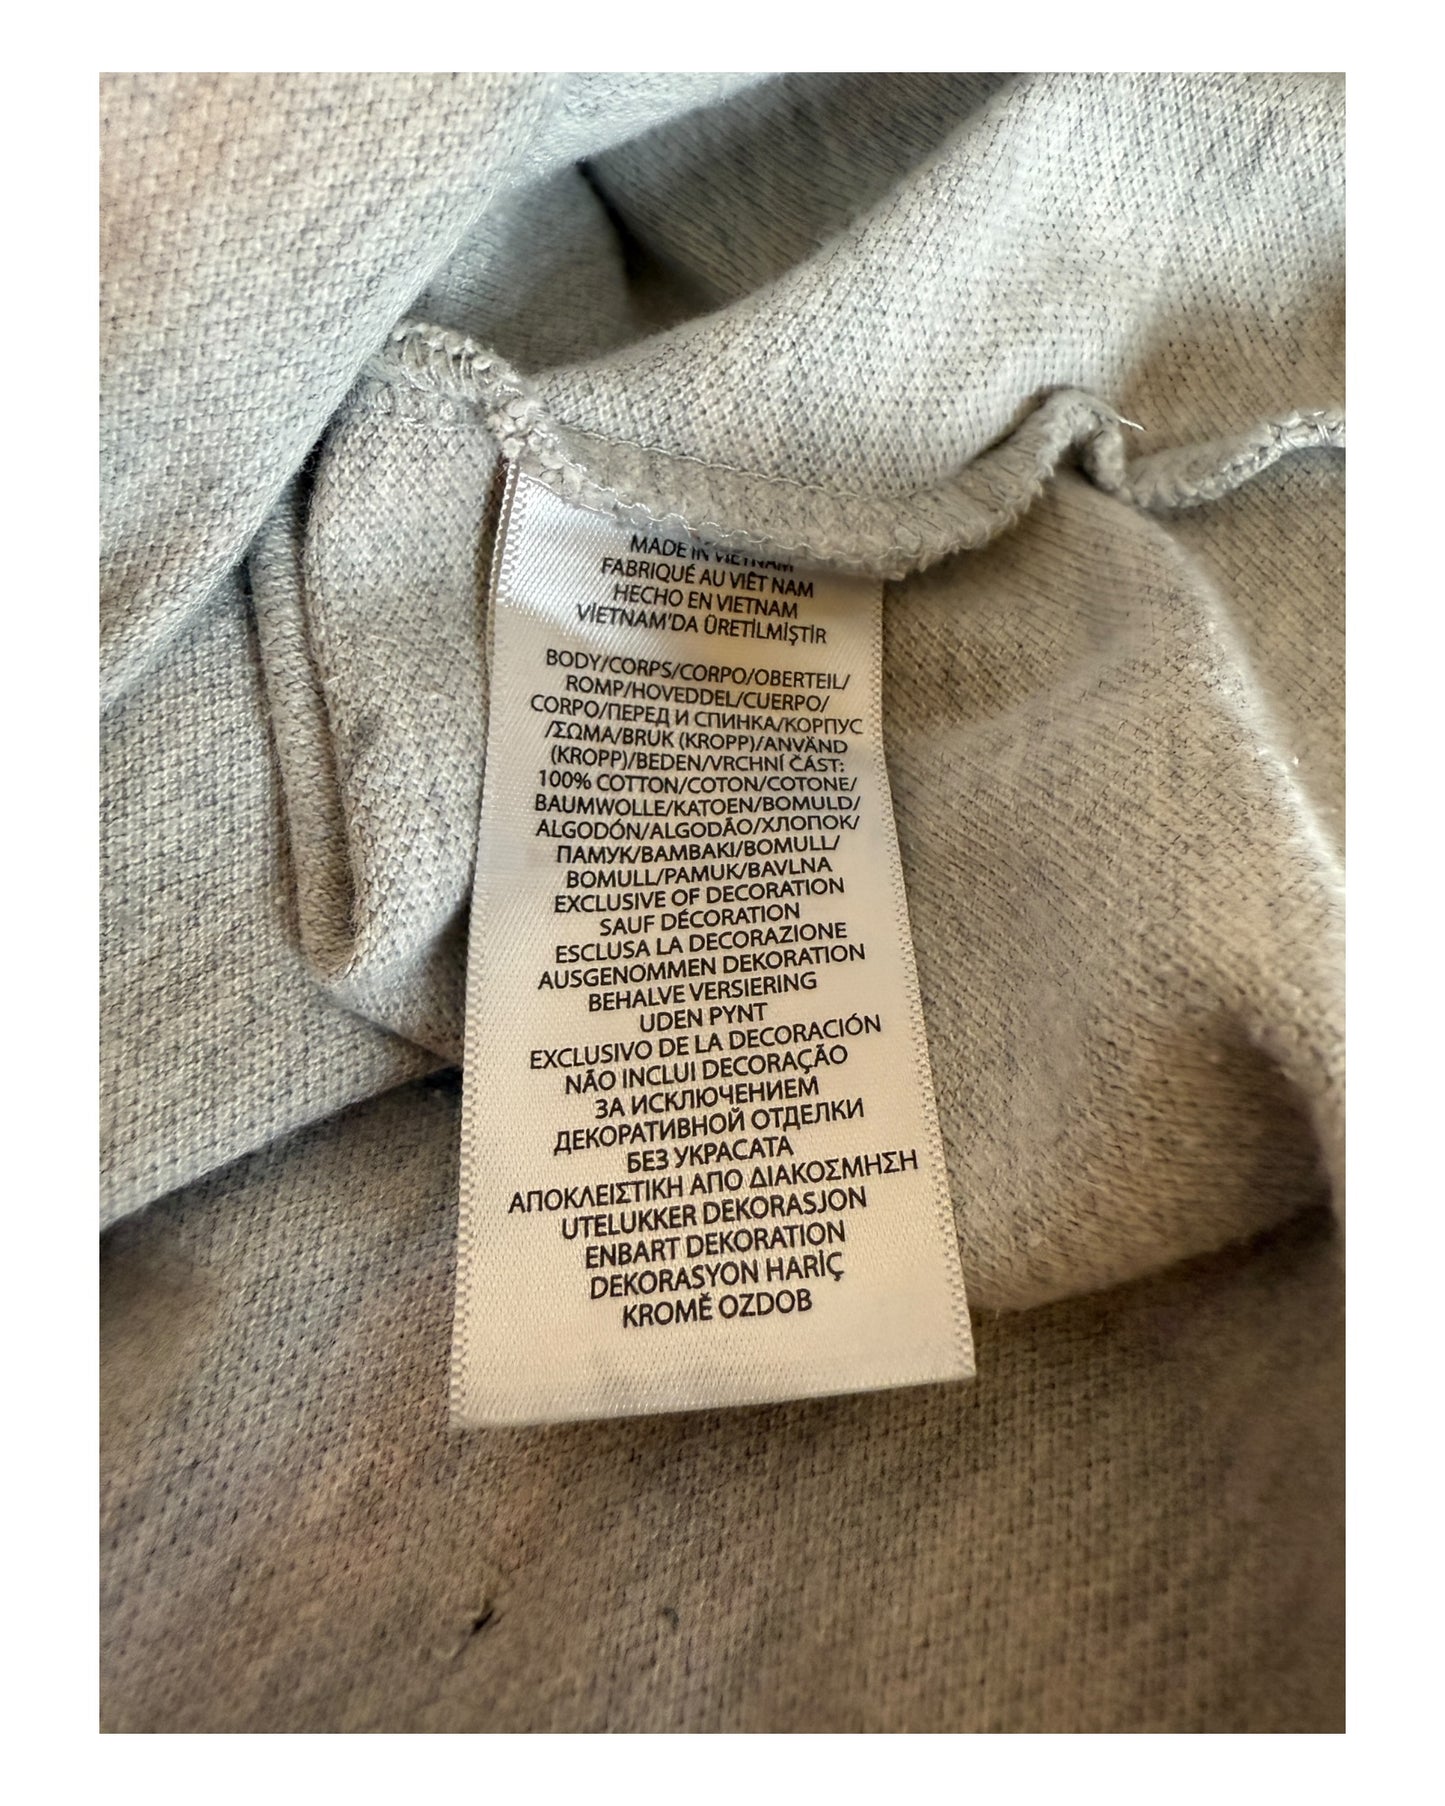 MADE IN VIETNAM
FABRIQUÉ AU VIÊT NAM
HECHO EN VIETNAM
VİETNAM'DA ÜRETİLMİŞTİR
BODY/CORPS/CORPO/OBERTEIL/
ROMP/HOVEDDEL/CUERPO/
CORPO/ПЕРЕД И СПИНКА/КОРПУС
/ΣΩΜΑ/BRUK (KROPP)/ANVÄND
(KROPP)/BEDEN/VRCHNÍ ČÁST:
100% COTTON/COTON/COTONE/
BAUMWOLLE/KATOEN/BOMULD/
ALGODÓN/ALGODÃO/ХЛОПОК/
ПАМУК/ΒΑΜΒΑΚΙ/BOMULL/
BOMULL/PAMUK/BAVLNA
EXCLUSIVE OF DECORATION
SAUF DÉCORATION
ESCLUSA LA DECORAZIONE
AUSGENOMMEN DEKORATION
BEHALVE VERSIERING
UDEN PYNT
EXCLUSIVO DE LA DECORACIÓN
NÃO INCLUI DECORAÇÃO
ЗА ИСКЛЮЧЕНИЕМ
ДЕКОРАТИВНОЙ ОТДЕЛКИ
БЕЗ УКРАСАТА
ΑΠΟΚΛΕΙΣΤΙΚΗ ΑΠΟ ΔΙΑΚΟΣΜΗΣΗ
UTELUKKER DEKORASJON
ENBART DEKORATION
DEKORASYON HARİÇ
KROMĚ OZDOB